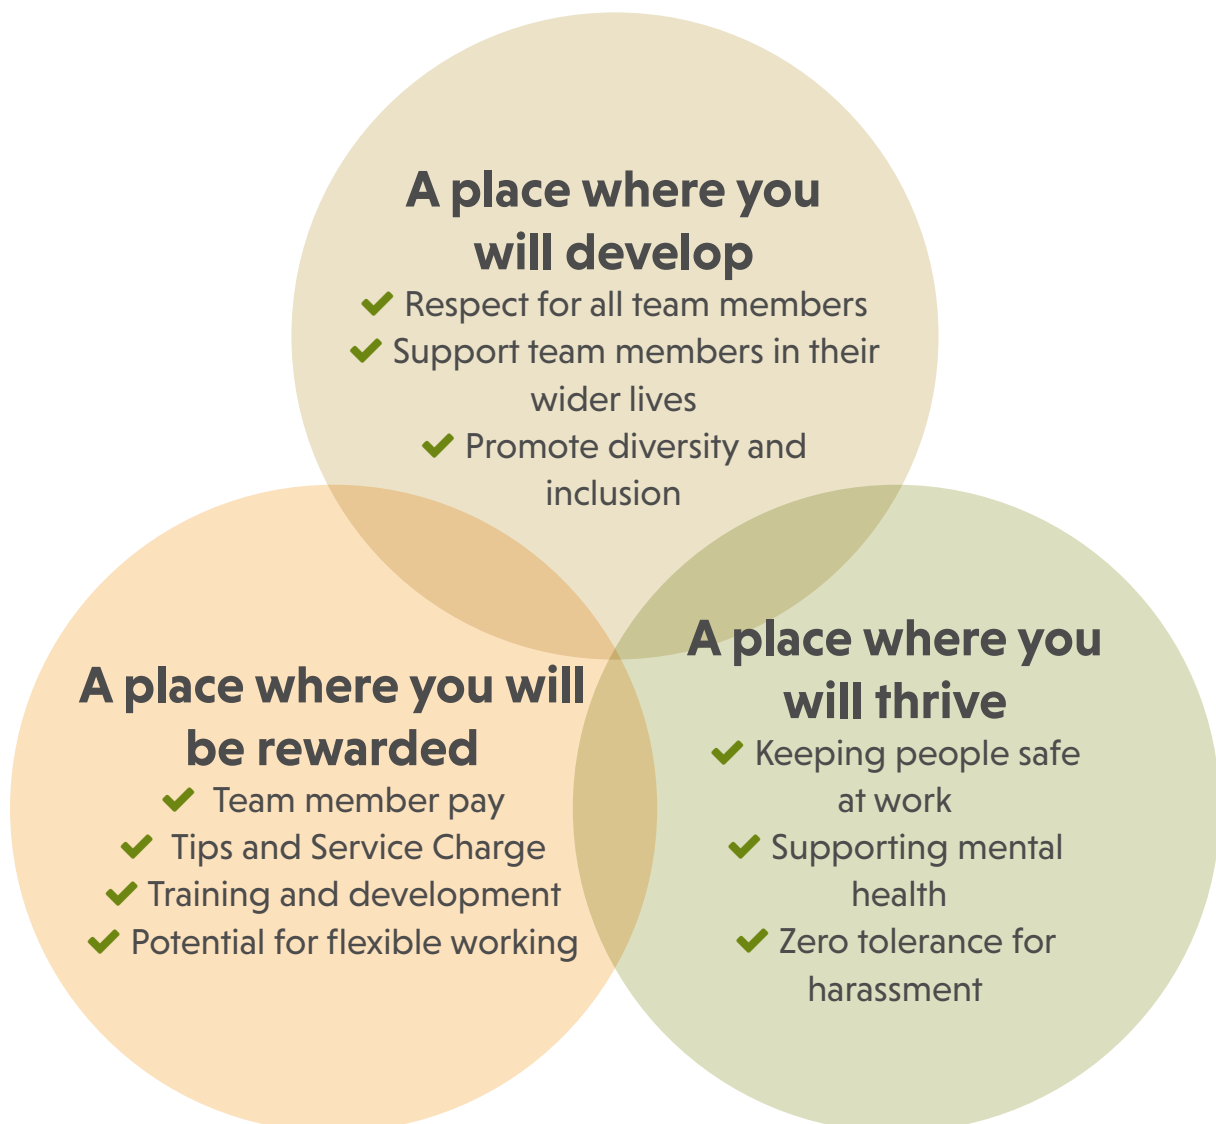 A place where you
will develop
✔ Respect for all team members
✔ Support team members in their
wider lives
✔ Promote diversity and
inclusion
A place where you will
be rewarded
✔ Team member pay
✔ Tips and Service Charge
✔ Training and development
✔ Potential for flexible working
A place where you
will thrive
✔ Keeping people safe
at work
✔ Supporting mental
health
✔ Zero tolerance for
harassment